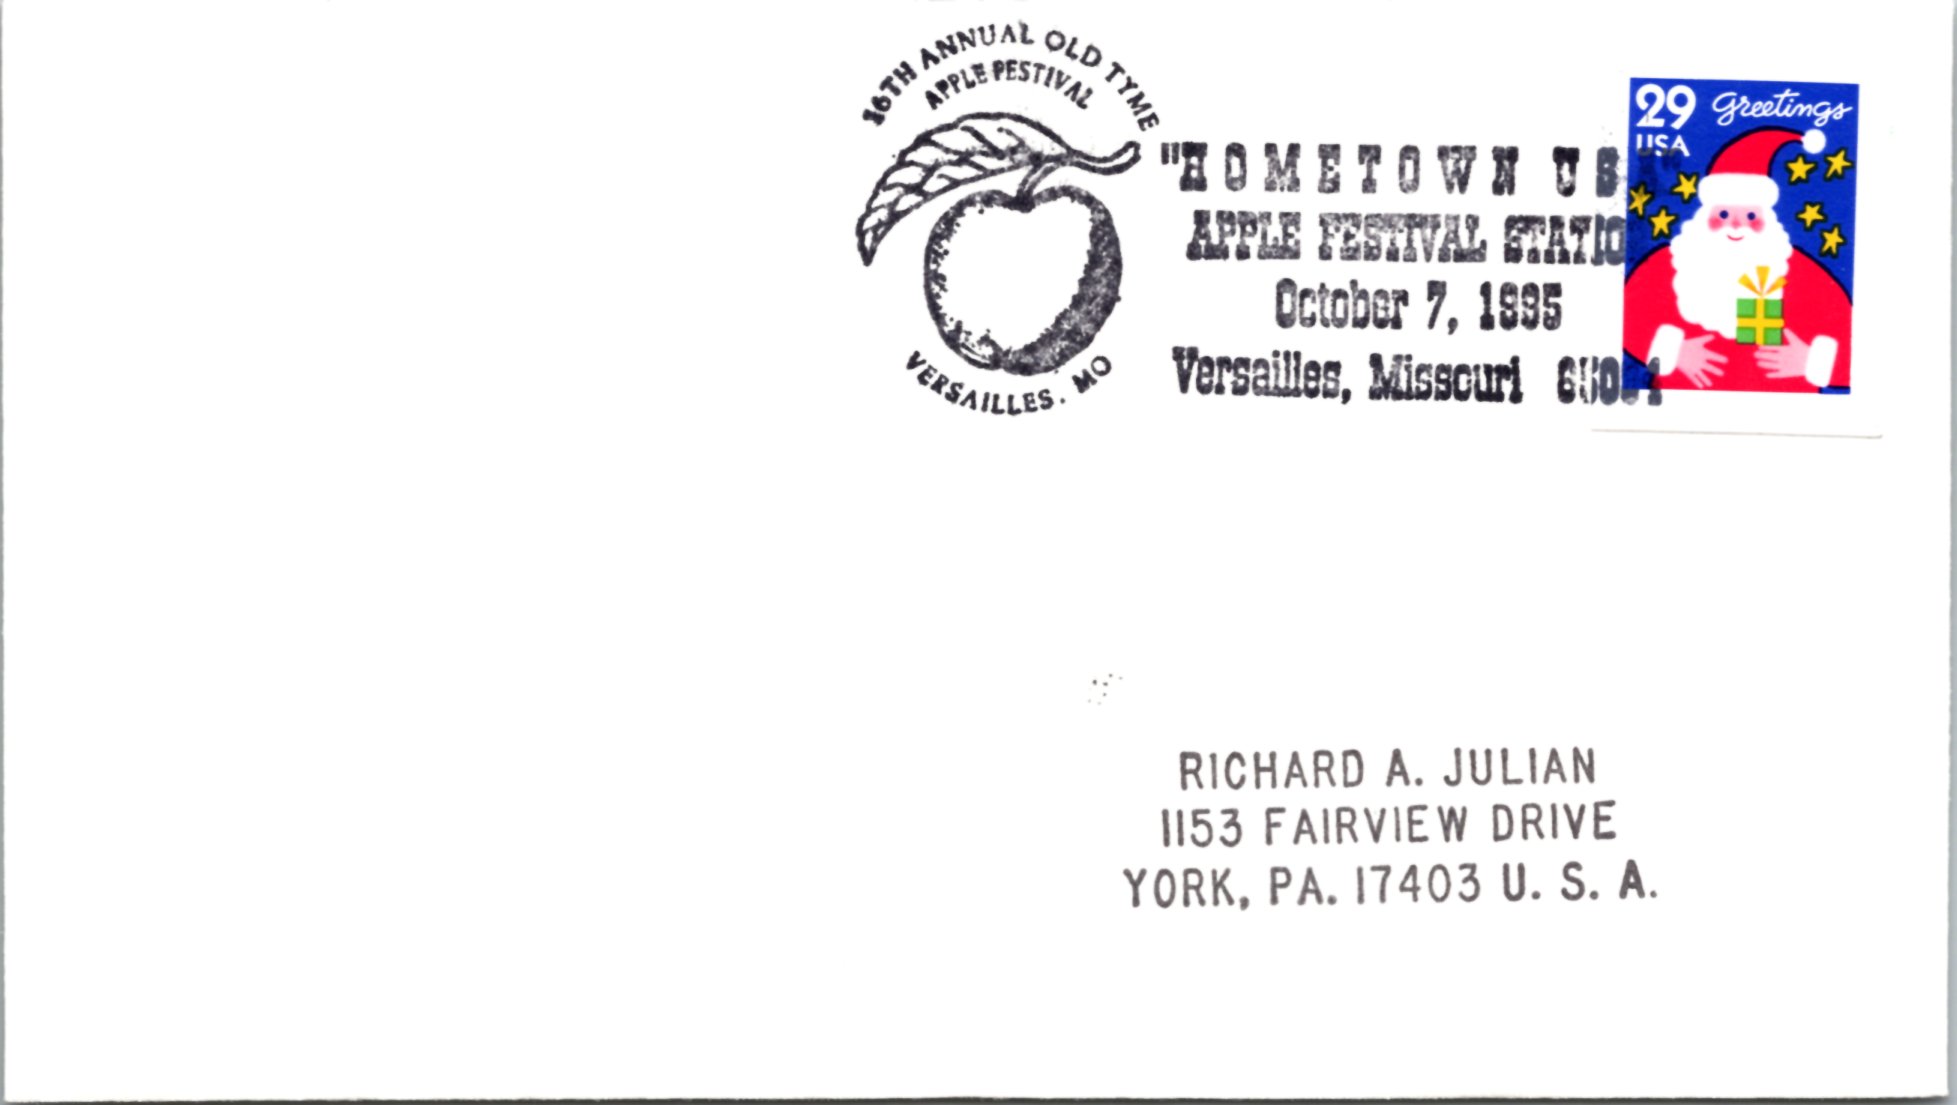 16TH ANNUAL OLD TYME
APPLE FESTIVAL
VERSAILLES, MO
"HOMETOWN USA"
APPLE FESTIVAL STATIO
October 7, 1995
Versailles, Missouri
29
USA
Greetings
RICHARD A. JULIAN
1153 FAIRVIEW DRIVE
YORK, PA. 17403 U. S. A.